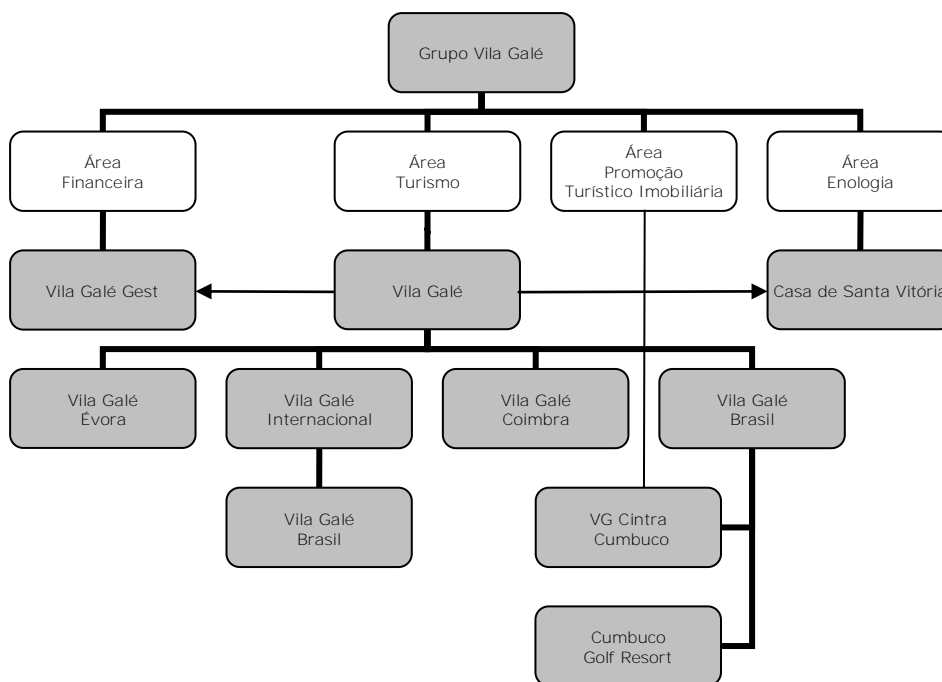 Grupo Vila Galé
Área
Financeira
Área
Turismo
Área
Promoção
Turístico Imobiliária
Área
Enologia
Vila Galé Gest
Vila Galé
Casa de Santa Vitória
Vila Galé
Évora
Vila Galé
Internacional
Vila Galé
Coimbra
Vila Galé
Brasil
Vila Galé
Brasil
VG Cintra
Cumbuco
Cumbuco
Golf Resort